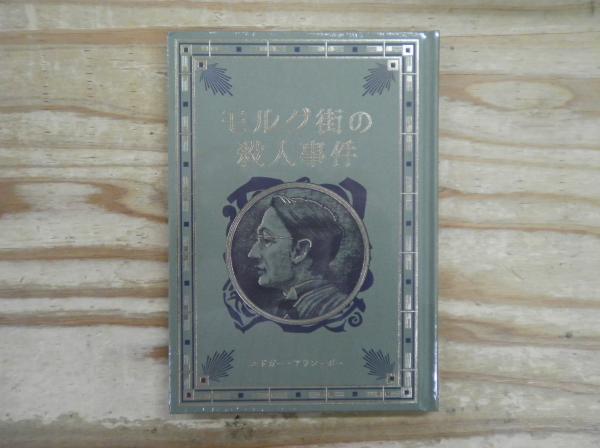 モルグ街の
殺人事件
エドガー・アラン・ポー